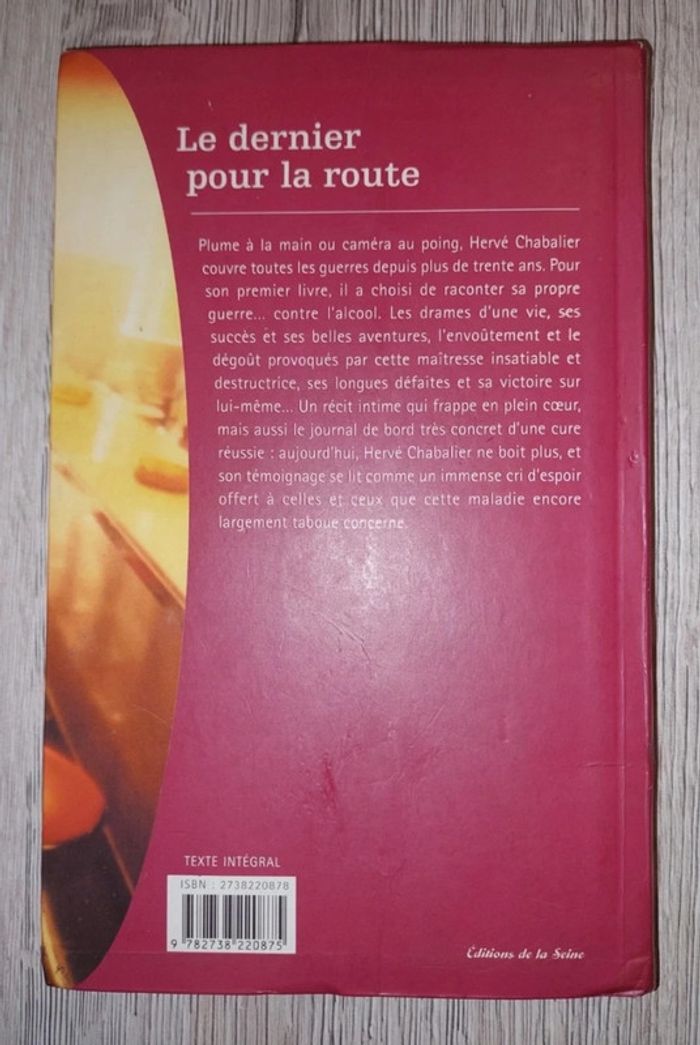 Le dernier
pour la route
Plume à la main ou caméra au poing, Hervé Chabalier
couvre toutes les guerres depuis plus de trente ans. Pour
son premier livre, il a choisi de raconter sa propre
guerre... contre l'alcool. Les drames d'une vie, ses
succès et ses belles aventures, l'envoûtement et le
dégoût provoqués par cette maîtresse insatiable et
destructrice, ses longues défaites et sa victoire sur
lui-même... Un récit intime qui frappe en plein cœur,
mais aussi le journal de bord très concret d'une cure
réussie : aujourd'hui, Hervé Chabalier ne boit plus, et
son témoignage se lit comme un immense cri d'espoir
offert à celles et ceux que cette maladie encore
largement taboue concerne.
TEXTE INTÉGRAL
ISBN : 2738220878
9 782738 220875
Éditions de la Seine